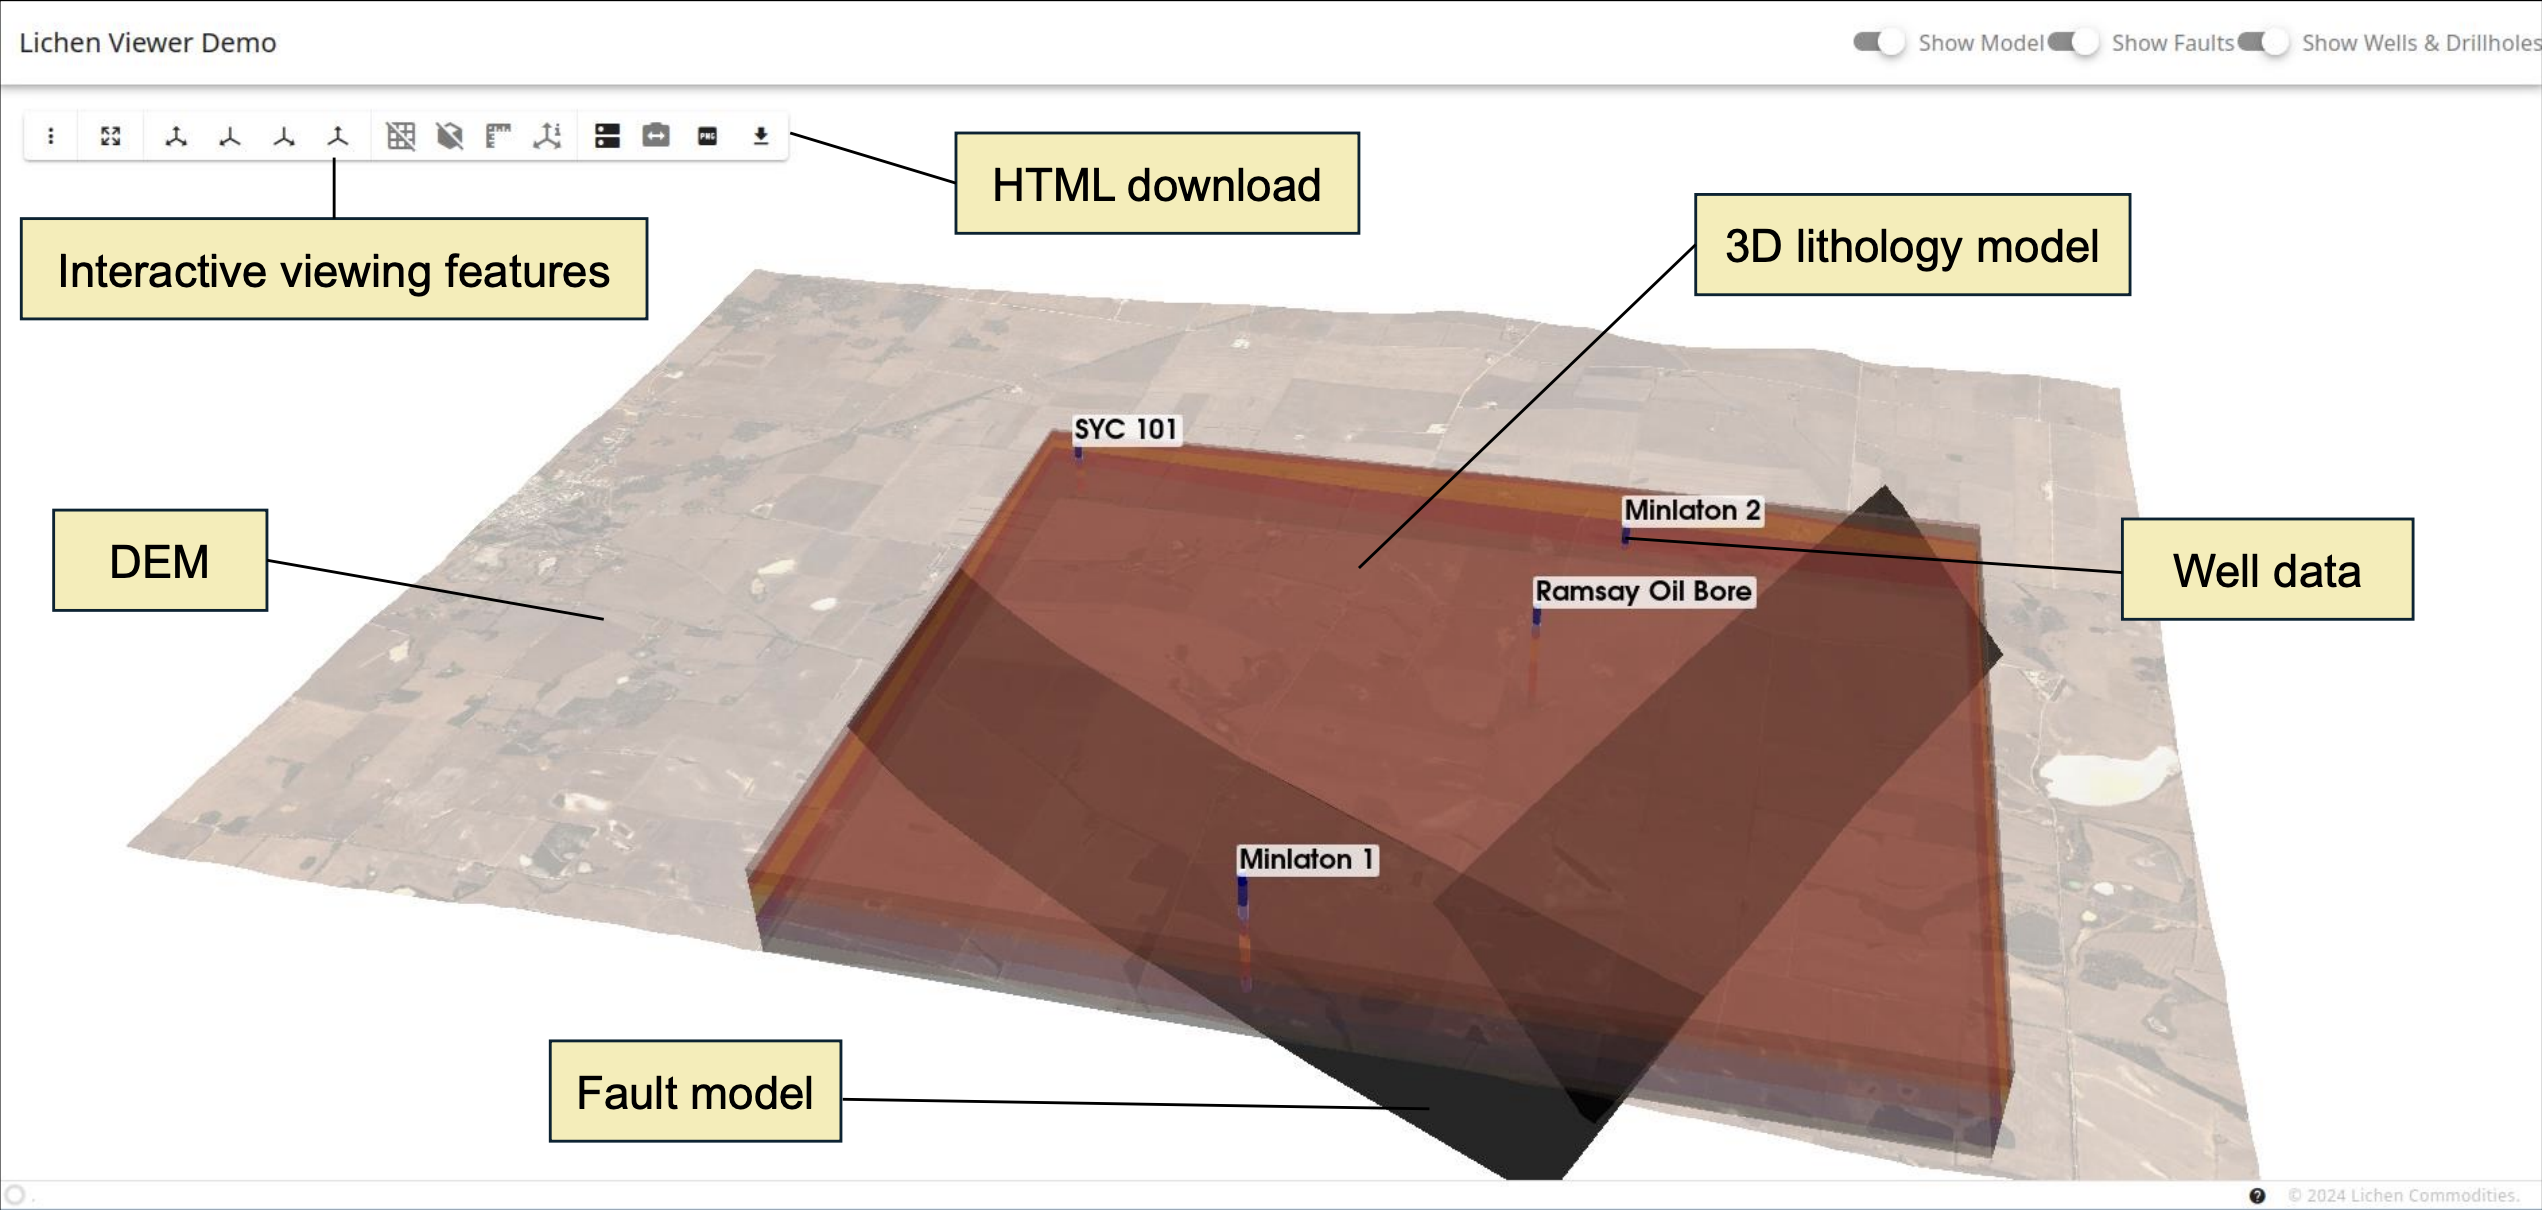 Lichen Viewer Demo
Show Model
Show Faults
Show Wells & Drillholes
PNG
HTML download
Interactive viewing features
3D lithology model
SYC 101
Minlaton 2
DEM
Well data
Ramsay Oil Bore
Minlaton 1
Fault model
© 2024 Lichen Commodities.